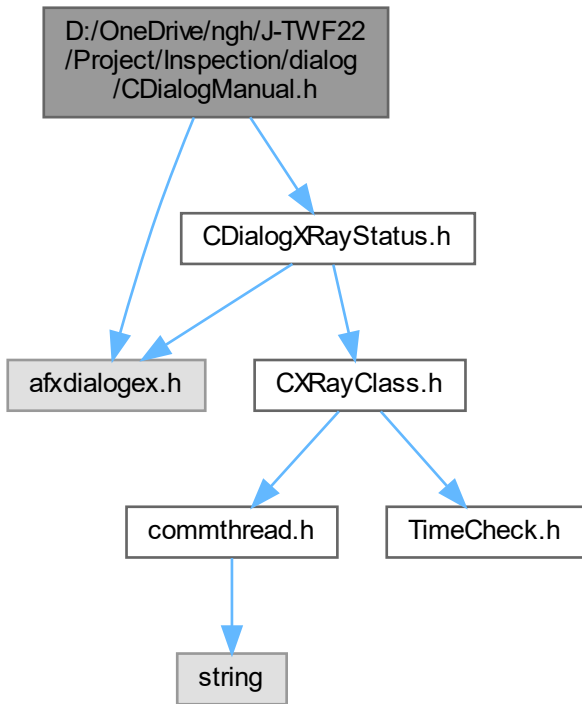 D:/OneDrive/ngh/J-TWF22
/Project/Inspection/dialog
/CDialogManual.h
CDialogXRayStatus.h
afxdialogex.h
CXRayClass.h
commthread.h
TimeCheck.h
string